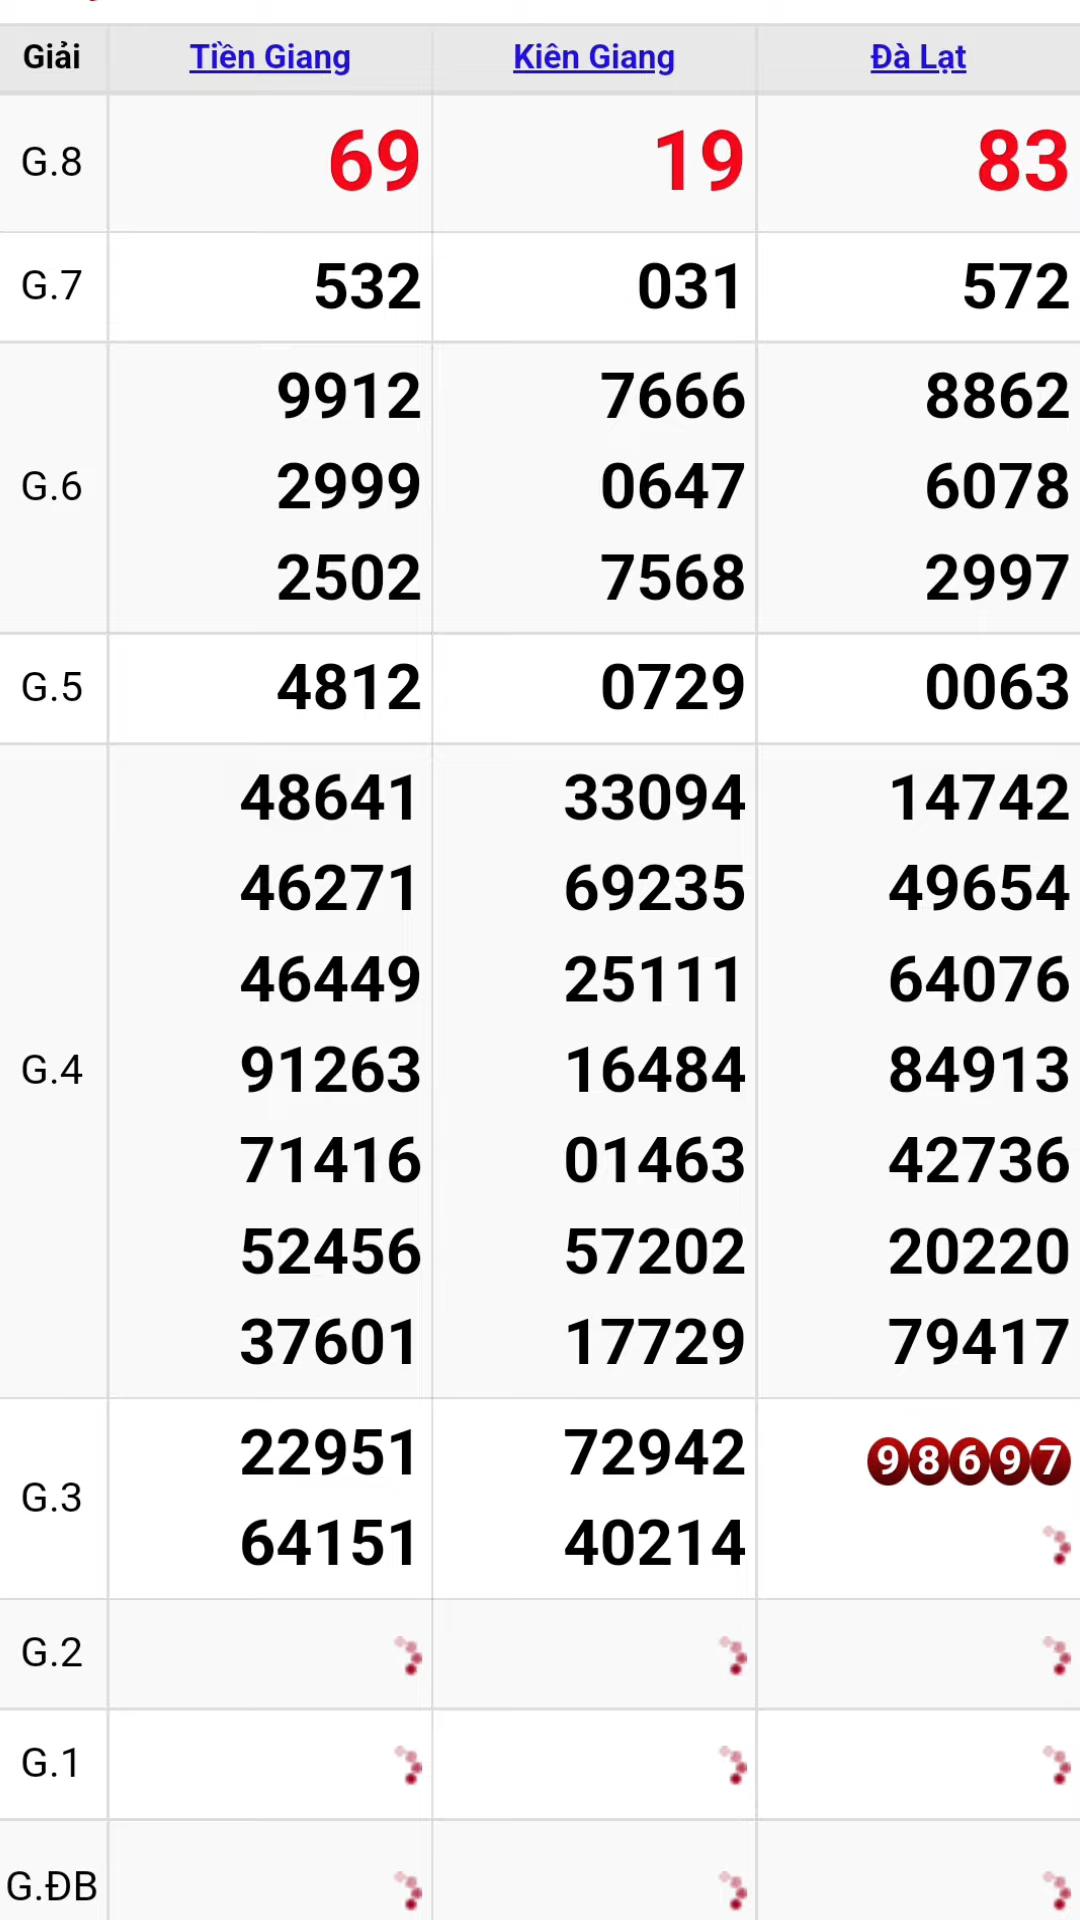 Giải Tiền Giang Kiên Giang Đà Lạt
G.8 69 19 83
G.7 532 031 572
9912 7666 8862
G.6 2999 0647 6078
2502 7568 2997
G.5 4812 0729 0063
48641 33094 14742
46271 69235 49654
46449 25111 64076
G.4 91263 16484 84913
71416 01463 42736
52456 57202 20220
37601 17729 79417
22951 72942 98697
G.3
64151 40214
G.2
G.1
G.ĐB